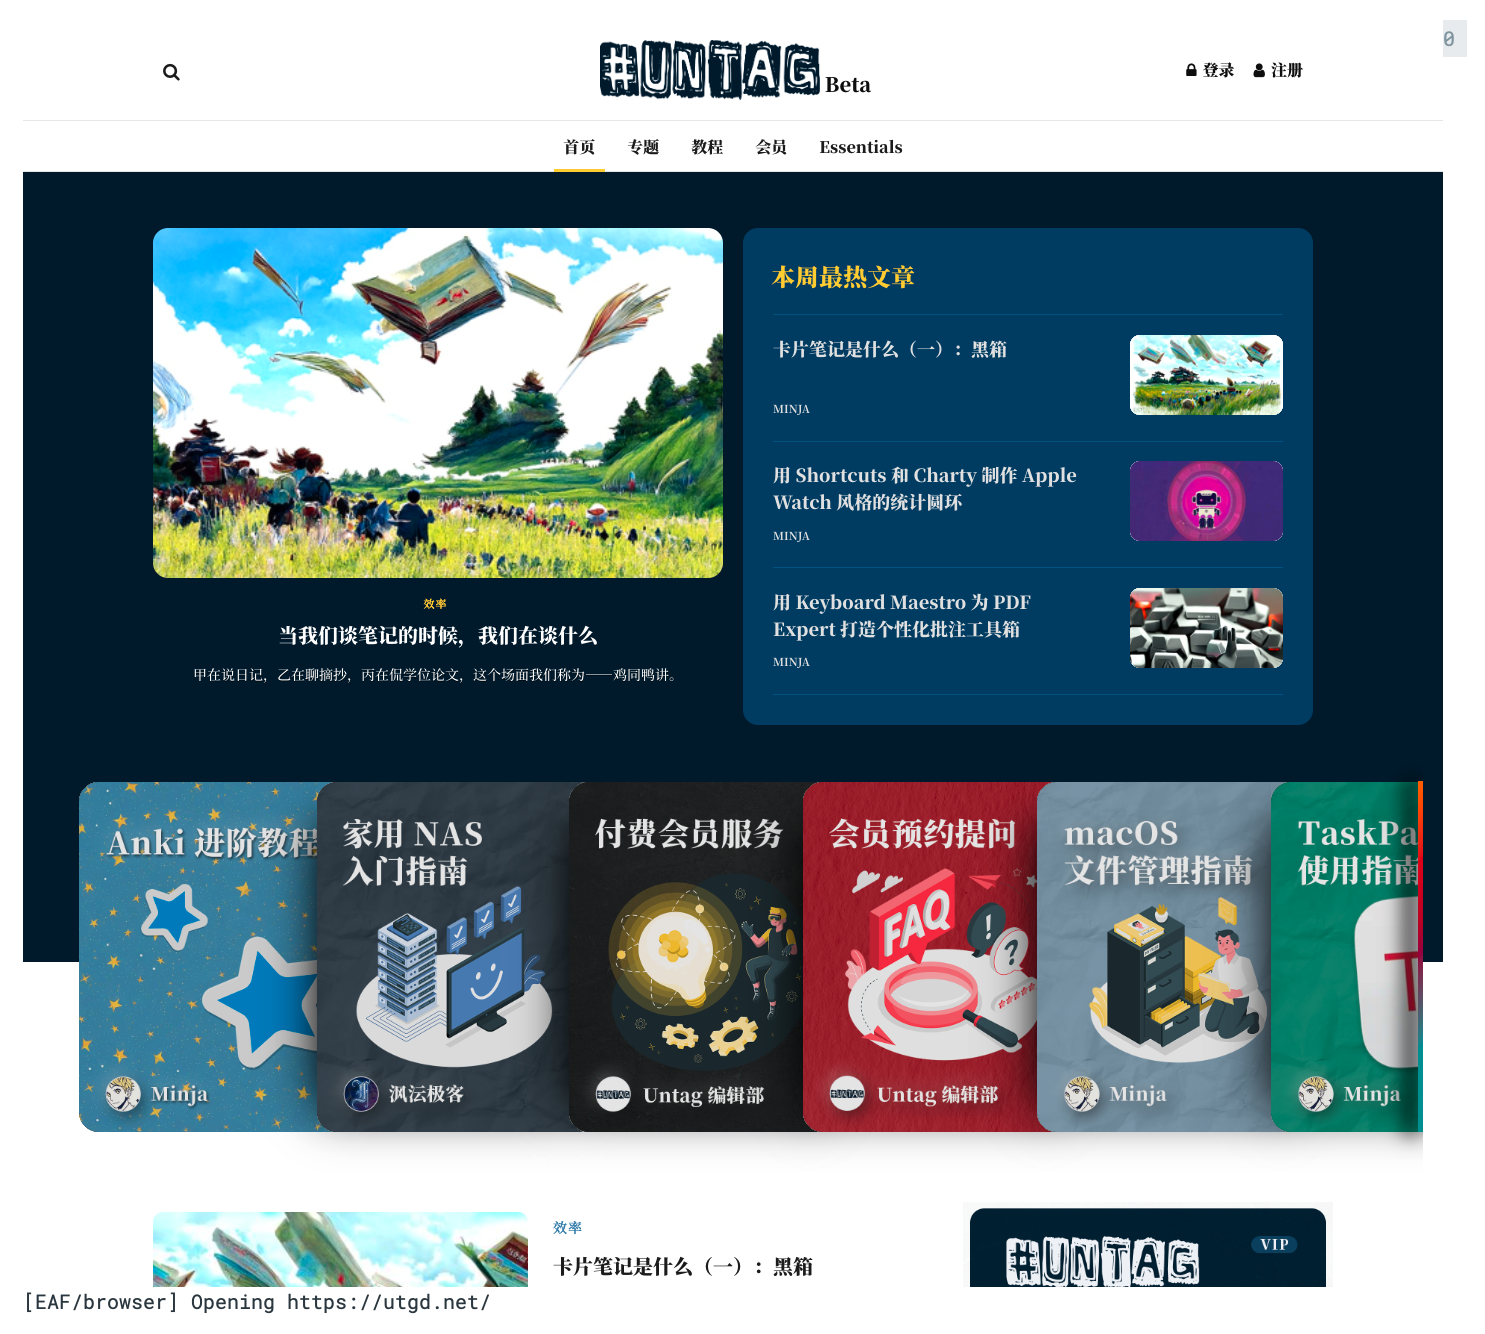 #UNTAG Beta
登录 注册
0
首页 专题 教程 会员 Essentials
效率
当我们谈笔记的时候，我们在谈什么
甲在说日记，乙在聊摘抄，丙在侃学位论文，这个场面我们称为——鸡同鸭讲。
本周最热文章
卡片笔记是什么（一）：黑箱
MINJA
用 Shortcuts 和 Charty 制作 Apple
Watch 风格的统计圆环
MINJA
用 Keyboard Maestro 为 PDF
Expert 打造个性化批注工具箱
MINJA
Anki 进阶教程
Minja
家用 NAS
入门指南
沨沄极客
付费会员服务
#UNTAG
Untag 编辑部
会员预约提问
FAQ
!
?
#UNTAG
Untag 编辑部
macOS
文件管理指南
Minja
TaskPa
使用指南
T
Minja
效率
卡片笔记是什么（一）：黑箱
#UNTAG
VIP
[EAF/browser] Opening https://utgd.net/